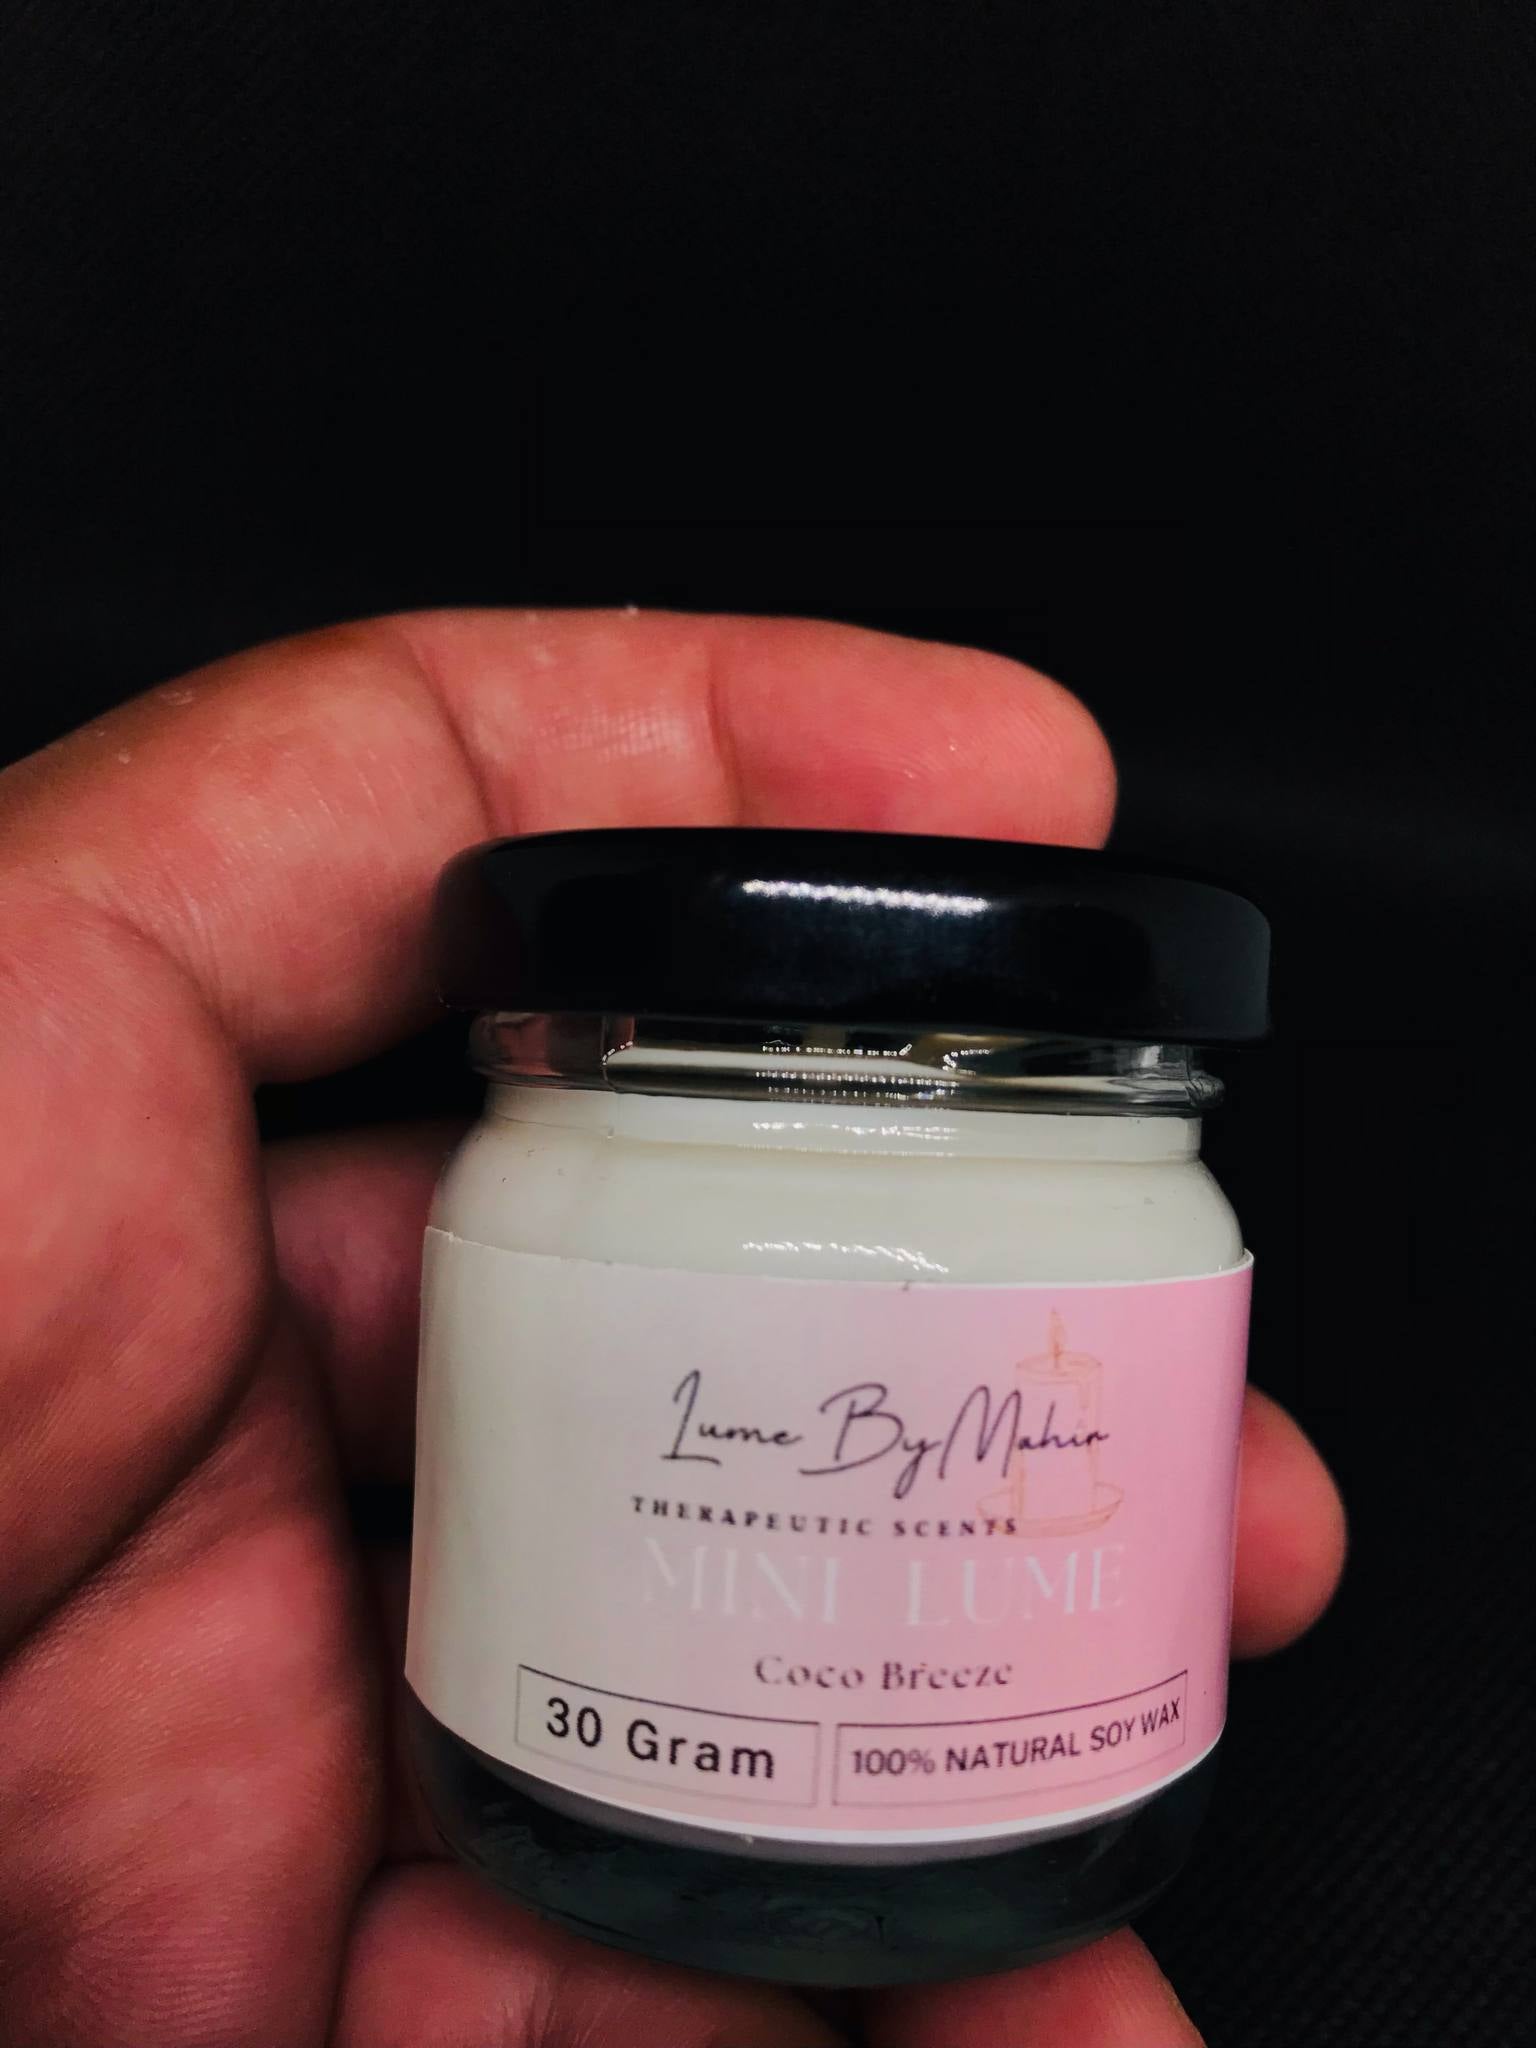 Lume By Mahin
THERAPEUTIC SCENTS
MINI LUME
Coco Breeze
30 Gram
100% NATURAL SOY WAX